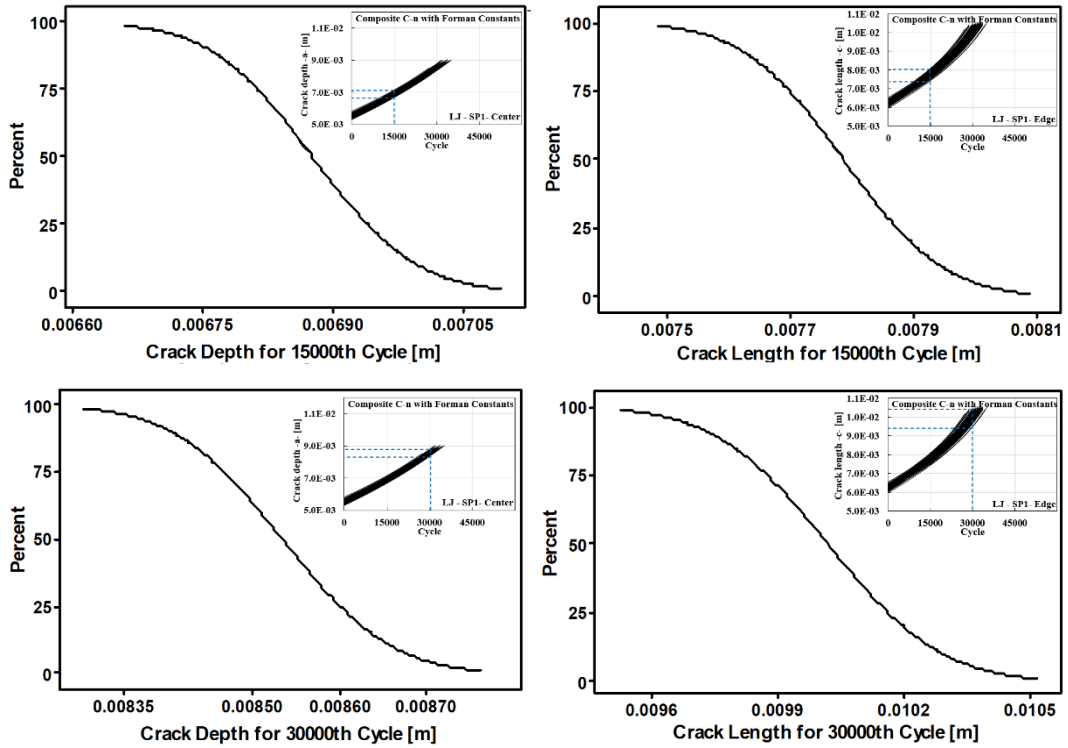 100
75
50
25
0
Percent
0.00660
0.00675
0.00690
0.00705
Crack Depth for 15000th Cycle [m]
Composite C-n with Forman Constants
1.1E-02
9.0E-03
7.0E-03
5.0E-03
Crack depth -a- [m]
LJ - SP1- Center
0
15000
30000
45000
Cycle
100
75
50
25
0
Percent
0.0075
0.0077
0.0079
0.0081
Crack Length for 15000th Cycle [m]
Composite C-n with Forman Constants
1.1E-02
1.0E-02
9.0E-03
8.0E-03
7.0E-03
6.0E-03
5.0E-03
Crack length -c- [m]
LJ - SP1- Edge
0
15000
30000
45000
Cycle
100
75
50
25
0
Percent
0.00835
0.00850
0.00860
0.00870
Crack Depth for 30000th Cycle [m]
Composite C-n with Forman Constants
1.1E-02
9.0E-03
7.0E-03
5.0E-03
Crack depth -a- [m]
LJ - SP1- Center
0
15000
30000
45000
Cycle
100
75
50
25
0
Percent
0.0096
0.0099
0.0102
0.0105
Crack Length for 30000th Cycle [m]
Composite C-n with Forman Constants
1.1E-02
1.0E-02
9.0E-03
8.0E-03
7.0E-03
6.0E-03
5.0E-03
Crack length -c- [m]
LJ - SP1- Edge
0
15000
30000
45000
Cycle